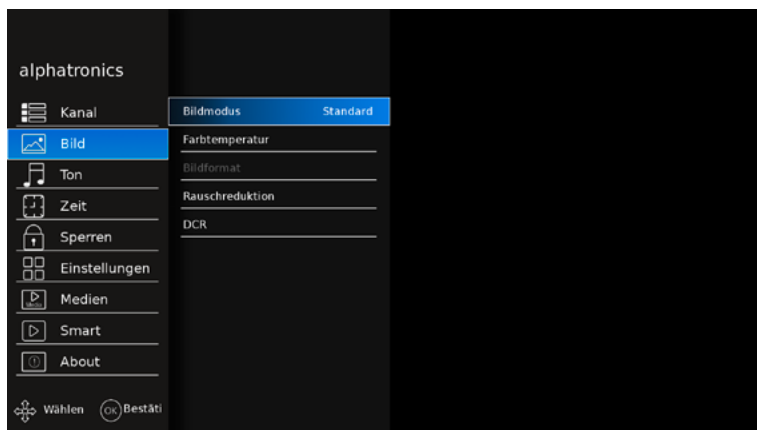 alphatronics
Kanal
Bild
Ton
Zeit
Sperren
Einstellungen
Medien
Smart
About
Wählen OK Bestäti
Bildmodus Standard
Farbtemperatur
Bildformat
Rauschreduktion
DCR